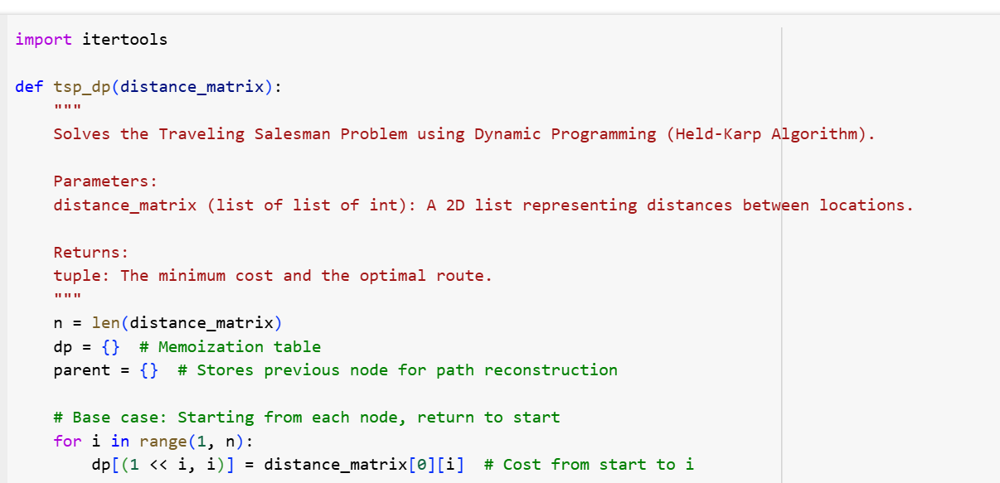 import itertools
def tsp_dp(distance_matrix):
    """
    Solves the Traveling Salesman Problem using Dynamic Programming (Held-Karp Algorithm).
    Parameters:
    distance_matrix (list of list of int): A 2D list representing distances between locations.
    Returns:
    tuple: The minimum cost and the optimal route.
    """
    n = len(distance_matrix)
    dp = {}  # Memoization table
    parent = {}  # Stores previous node for path reconstruction
    # Base case: Starting from each node, return to start
    for i in range(1, n):
        dp[(1 << i, i)] = distance_matrix[0][i]  # Cost from start to i